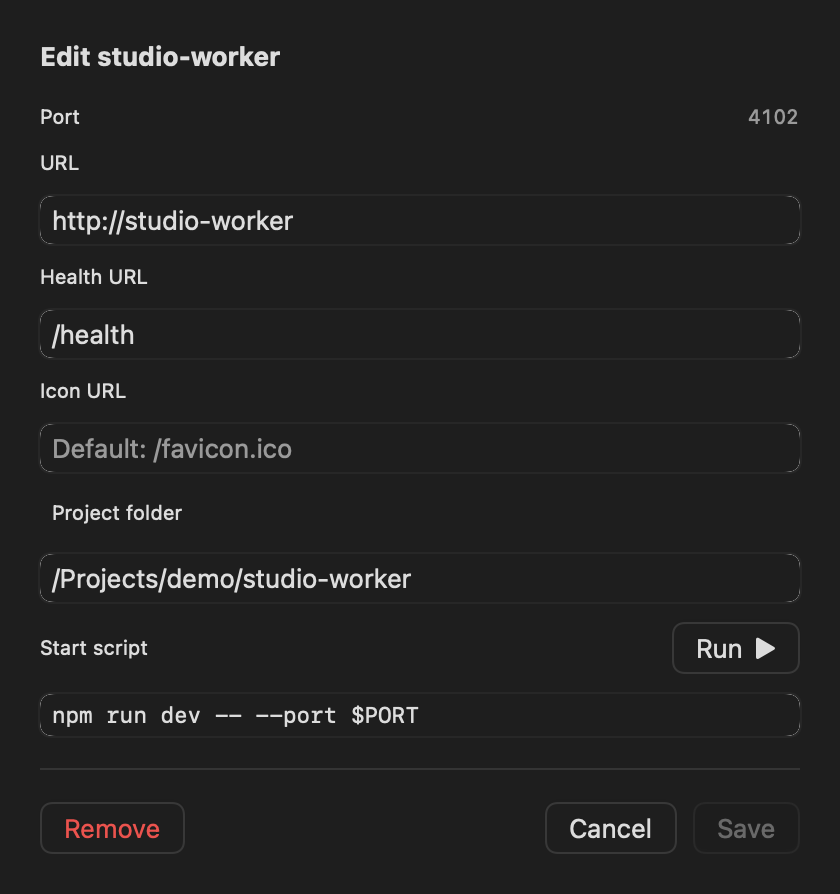 Edit studio-worker
Port 4102
URL
http://studio-worker
Health URL
/health
Icon URL
Default: /favicon.ico
Project folder
/Projects/demo/studio-worker
Start script Run
npm run dev -- --port $PORT
Remove Cancel Save